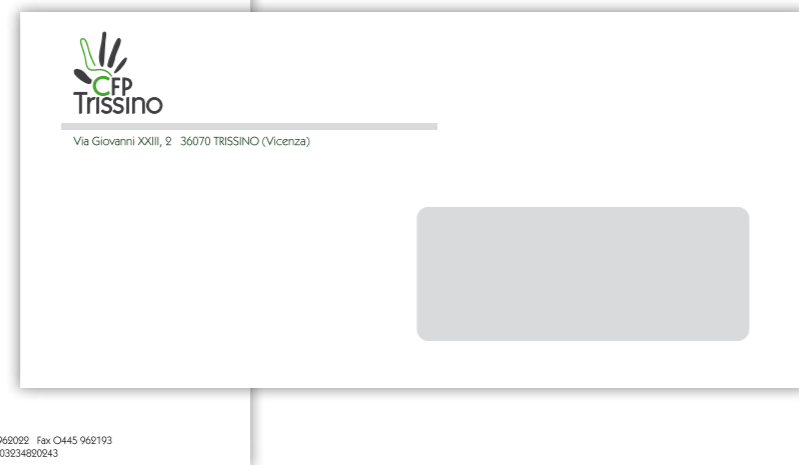 CFP
Trissino
Via Giovanni XXIII, 2 36070 TRISSINO (Vicenza)
962022 Fax 0445 962193
03234820243